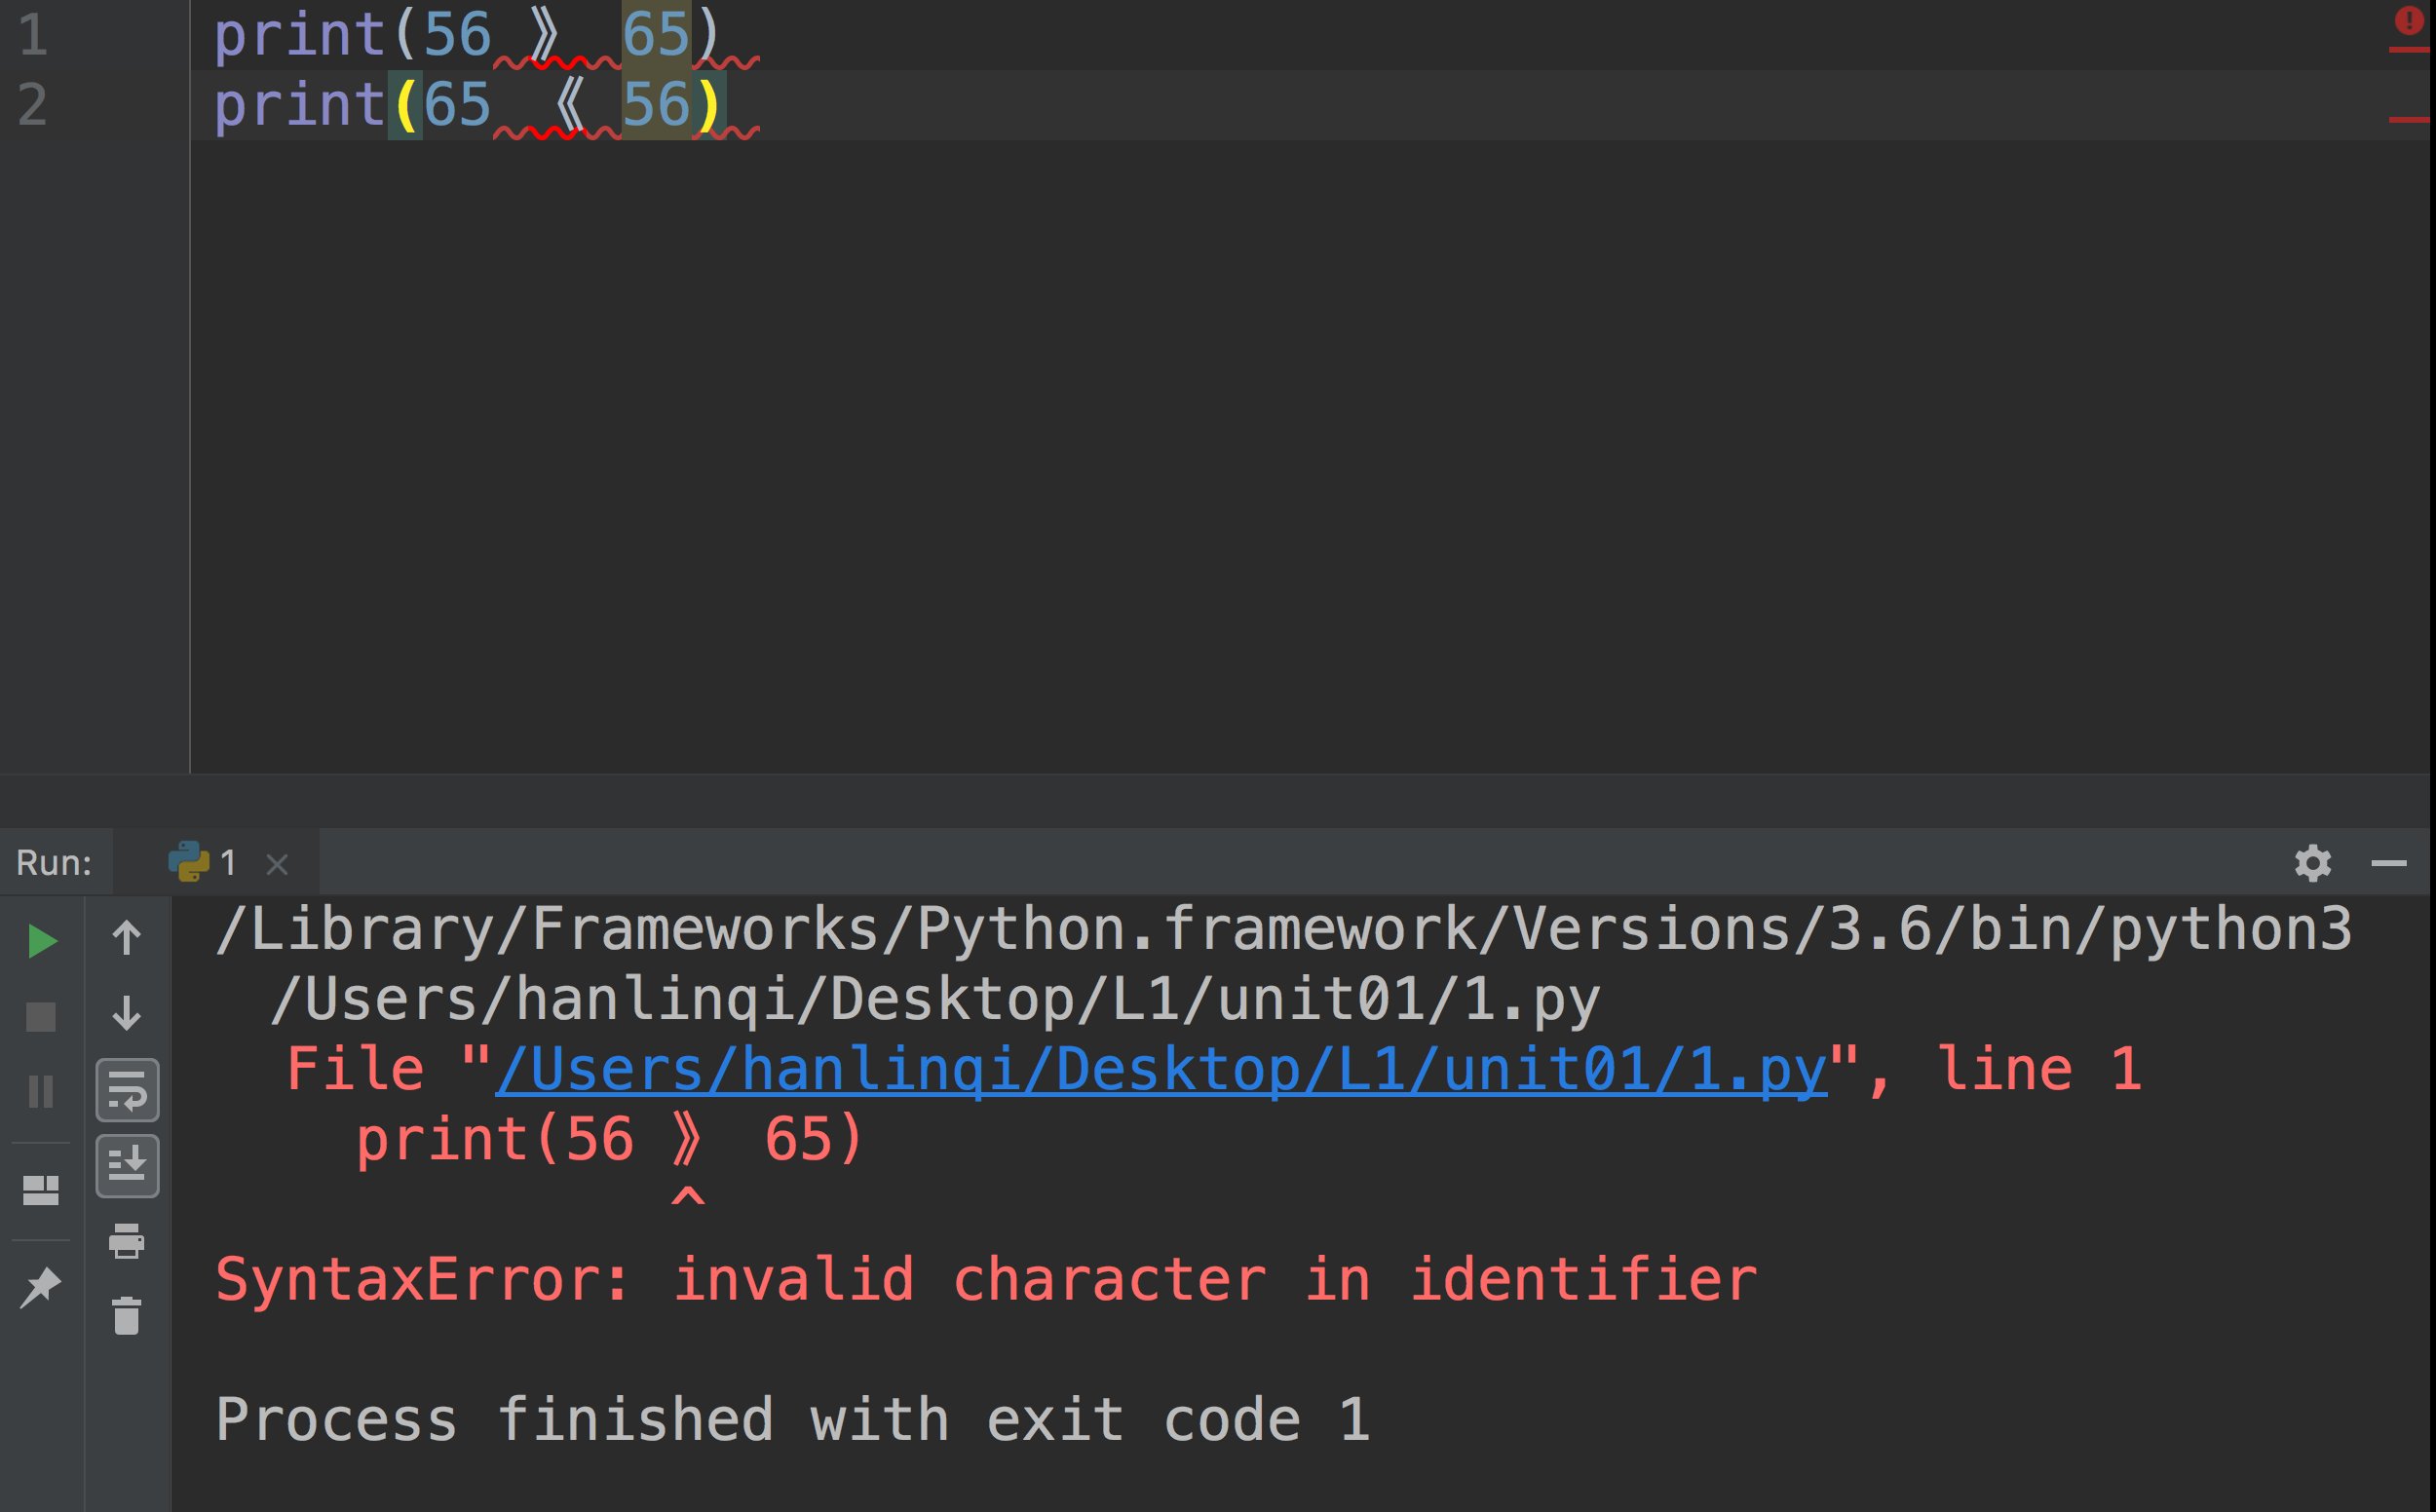 1 print(56 》 65)
2 print(65 《 56)
Run: 1
/Library/Frameworks/Python.framework/Versions/3.6/bin/python3
/Users/hanlinqi/Desktop/L1/unit01/1.py
File "/Users/hanlinqi/Desktop/L1/unit01/1.py", line 1
print(56 》 65)
^
SyntaxError: invalid character in identifier
Process finished with exit code 1